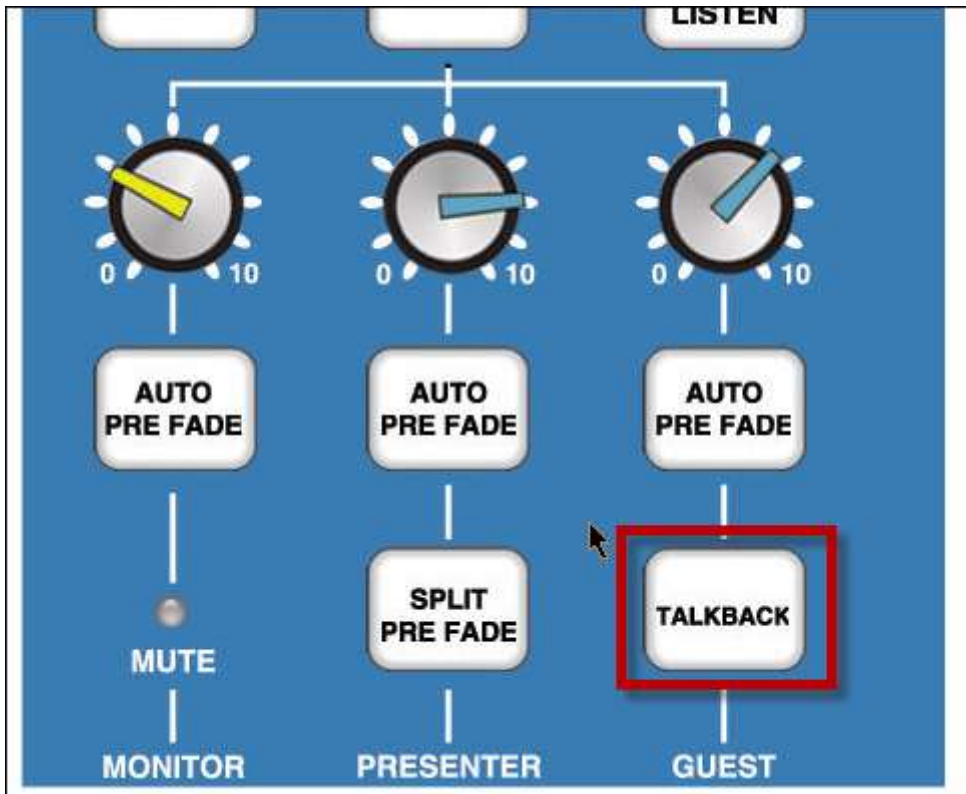 LISTEN
0 10 0 10 0 10
AUTO
PRE FADE
AUTO
PRE FADE
AUTO
PRE FADE
SPLIT
PRE FADE
TALKBACK
MUTE
MONITOR PRESENTER GUEST